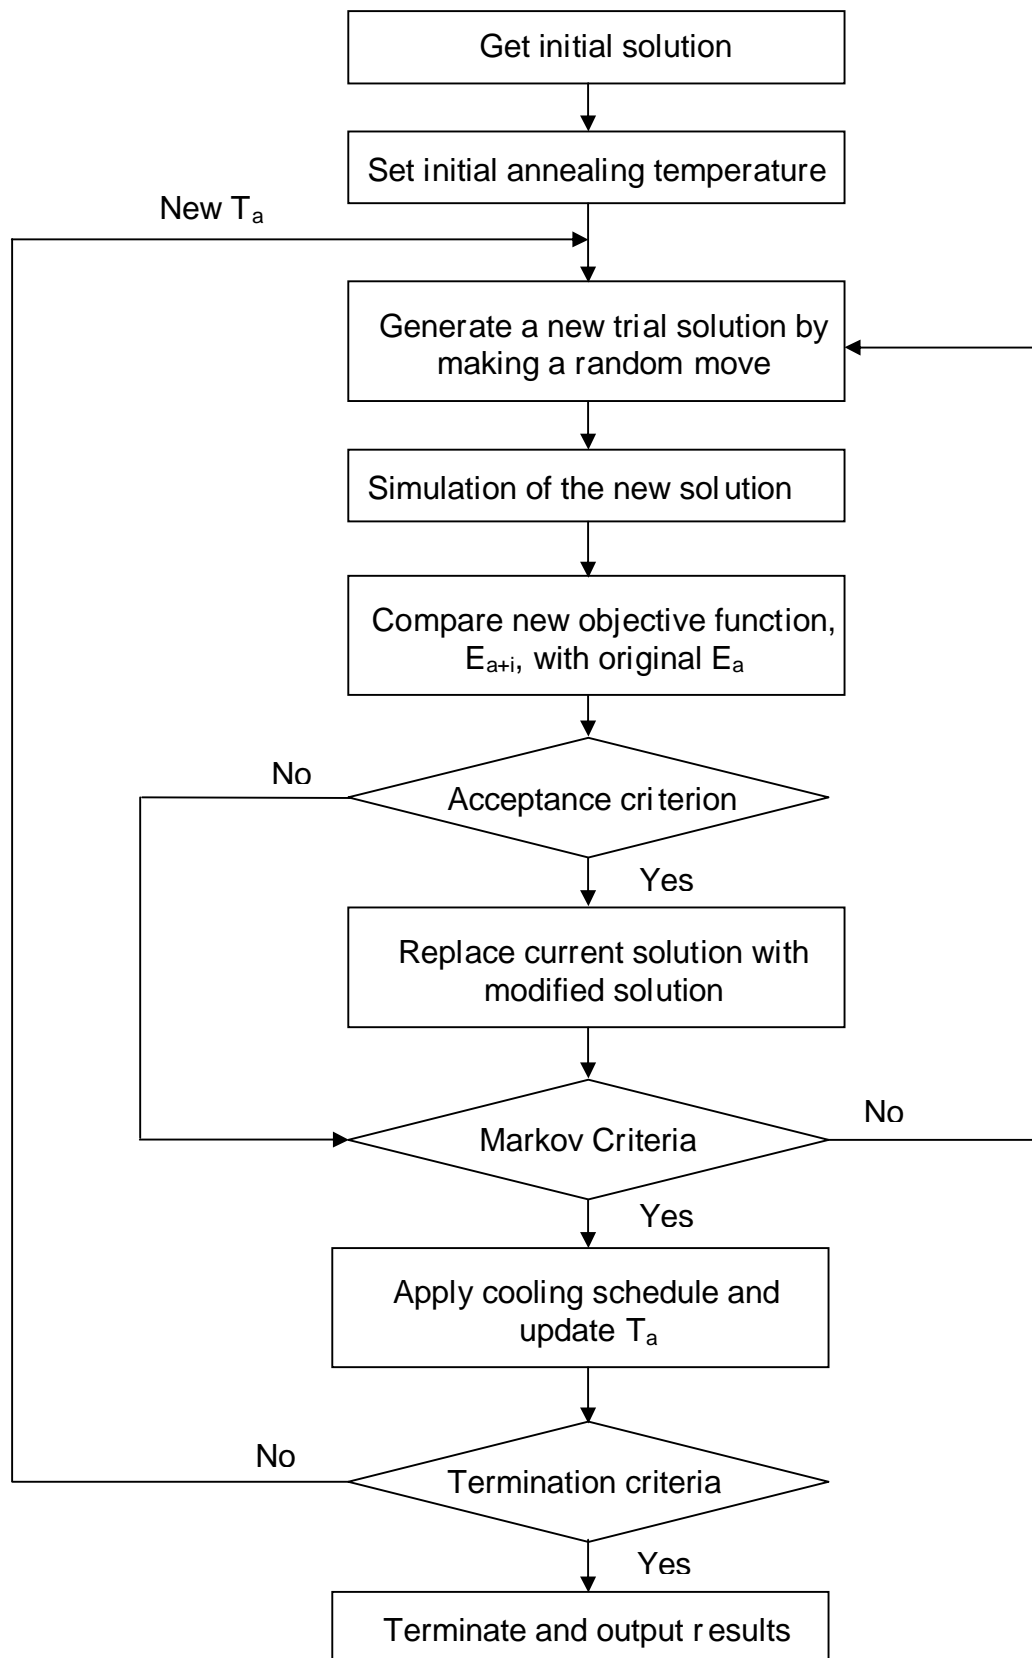 Get initial solution
Set initial annealing temperature
New Tₐ
Generate a new trial solution by
making a random move
Simulation of the new solution
Compare new objective function,
Eₐ₊ᵢ, with original Eₐ
No
Acceptance criterion
Yes
Replace current solution with
modified solution
No
Markov Criteria
Yes
Apply cooling schedule and
update Tₐ
No
Termination criteria
Yes
Terminate and output results